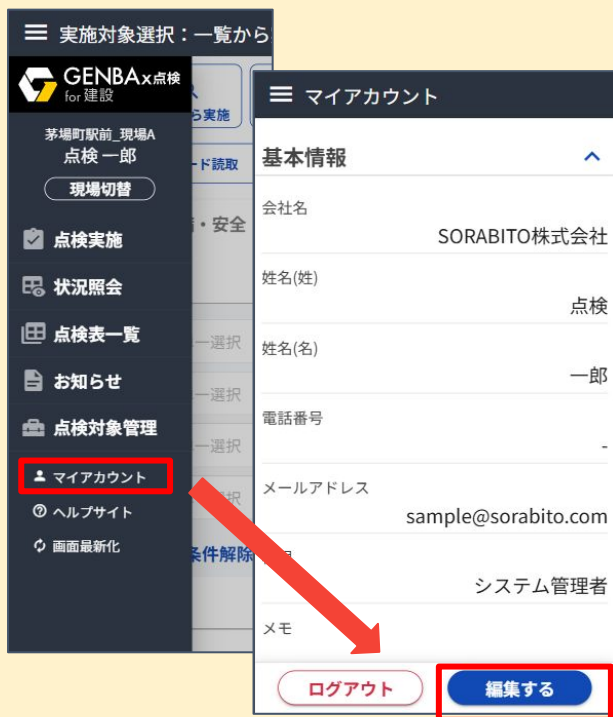 実施対象選択：一覧から
GENBAx点検
for 建設
茅場町駅前_現場A
点検 一郎
現場切替
点検実施
状況照会
点検表一覧
お知らせ
点検対象管理
マイアカウント
ヘルプサイト
画面最新化
ら実施
ード読取
・安全
ー選択
ー選択
ー選択
択
条件解除
マイアカウント
基本情報
会社名
SORABITO株式会社
姓名(姓)
点検
姓名(名)
一郎
電話番号
-
メールアドレス
sample@sorabito.com
システム管理者
メモ
ログアウト
編集する